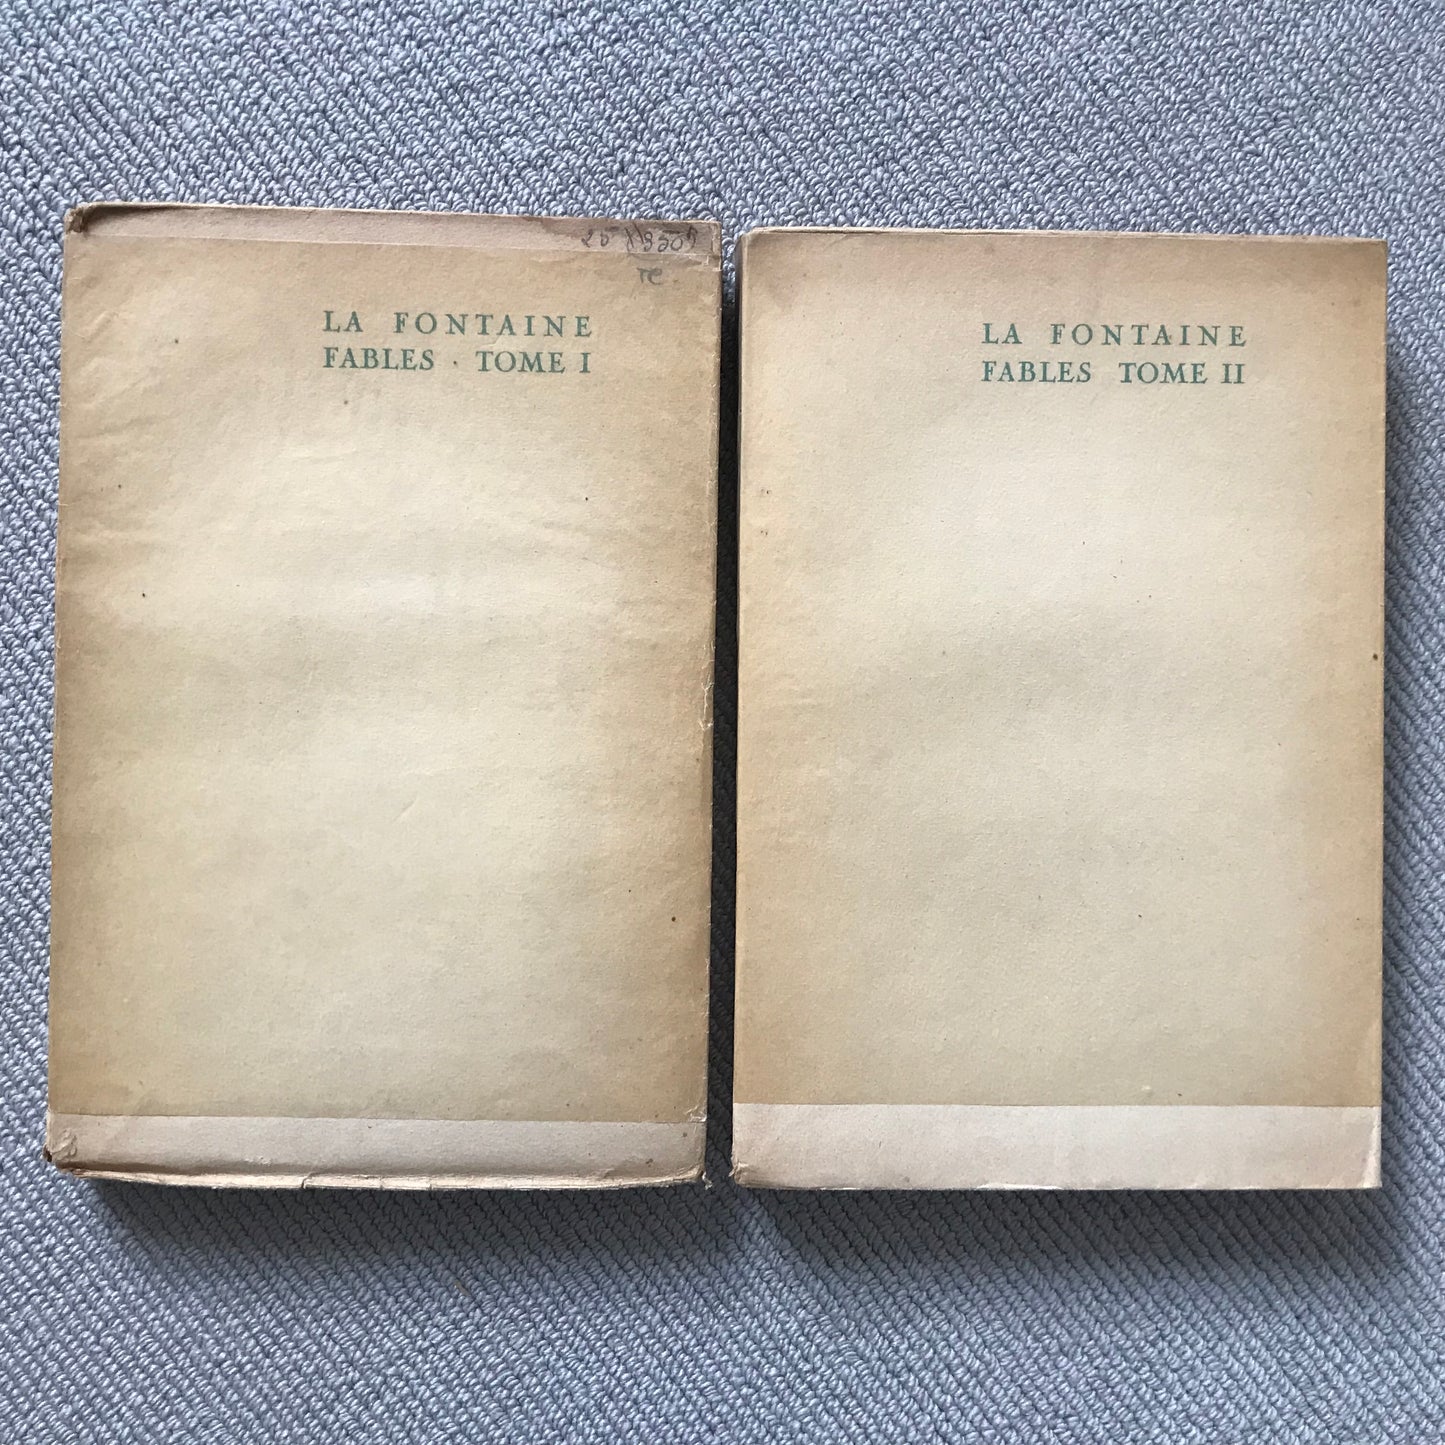 LA FONTAINE
FABLES · TOME I
LA FONTAINE
FABLES TOME II